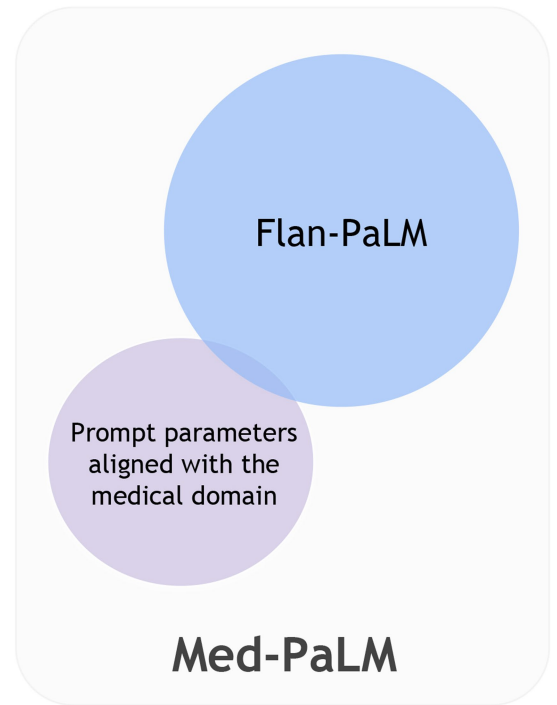 Flan-PaLM
Prompt parameters
aligned with the
medical domain
Med-PaLM